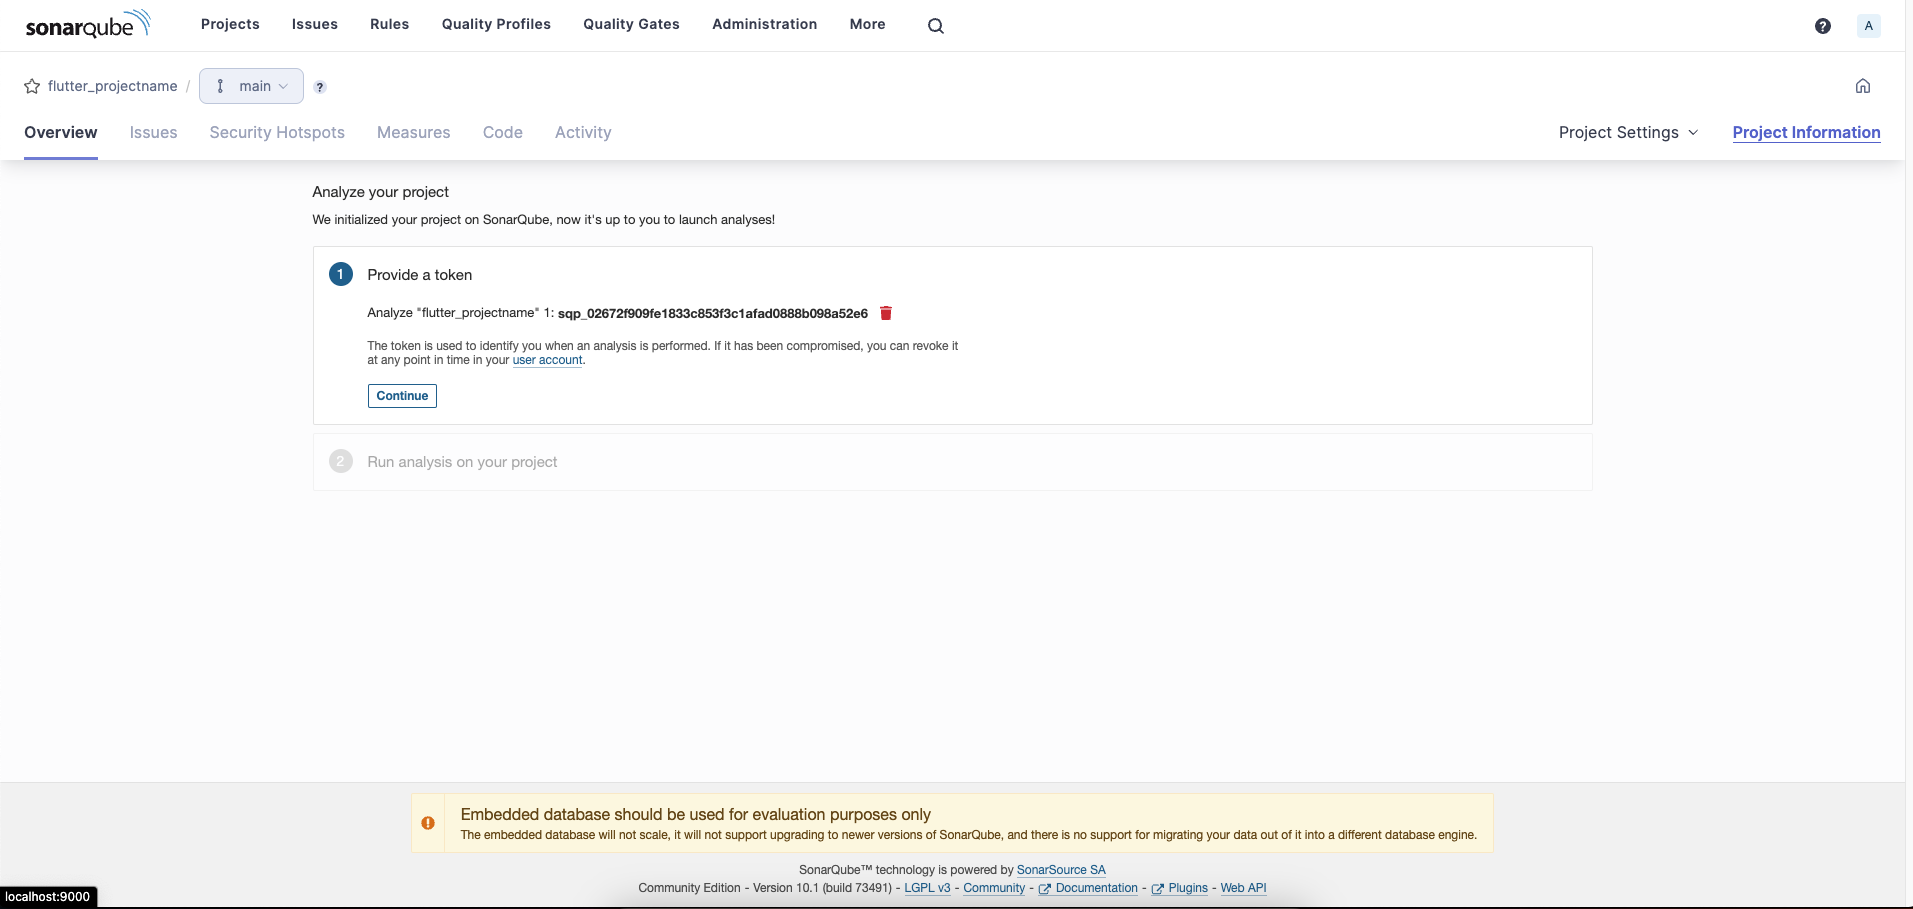 sonarqube Projects Issues Rules Quality Profiles Quality Gates Administration More ? A
flutter_projectname / main ?
Overview Issues Security Hotspots Measures Code Activity Project Settings Project Information
Analyze your project
We initialized your project on SonarQube, now it's up to you to launch analyses!
1 Provide a token
Analyze "flutter_projectname" 1: sqp_02672f909fe1833c853f3c1afad0888b098a52e6
The token is used to identify you when an analysis is performed. If it has been compromised, you can revoke it
at any point in time in your user account.
Continue
2 Run analysis on your project
Embedded database should be used for evaluation purposes only
The embedded database will not scale, it will not support upgrading to newer versions of SonarQube, and there is no support for migrating your data out of it into a different database engine.
SonarQube™ technology is powered by SonarSource SA
Community Edition - Version 10.1 (build 73491) - LGPL v3 - Community - Documentation - Plugins - Web API
localhost:9000